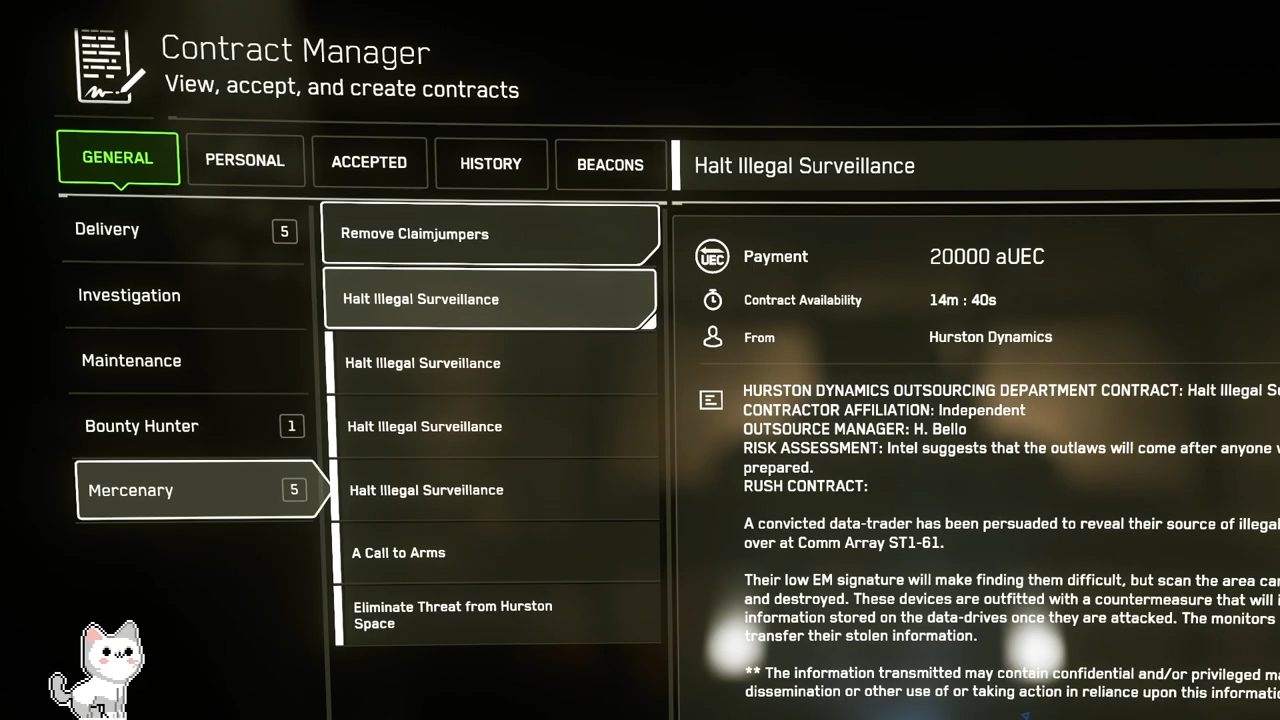 Contract Manager
View, accept, and create contracts
GENERAL
PERSONAL
ACCEPTED
HISTORY
BEACONS
Delivery 5
Investigation
Maintenance
Bounty Hunter 1
Mercenary 5
Remove Claimjumpers
Halt Illegal Surveillance
Halt Illegal Surveillance
Halt Illegal Surveillance
Halt Illegal Surveillance
A Call to Arms
Eliminate Threat from Hurston
Space
Halt Illegal Surveillance
UEC Payment 20000 aUEC
Contract Availability 14m : 40s
From Hurston Dynamics
HURSTON DYNAMICS OUTSOURCING DEPARTMENT CONTRACT: Halt Illegal Su
CONTRACTOR AFFILIATION: Independent
OUTSOURCE MANAGER: H. Bello
RISK ASSESSMENT: Intel suggests that the outlaws will come after anyone
prepared.
RUSH CONTRACT:
A convicted data-trader has been persuaded to reveal their source of illegal
over at Comm Array ST1-61.
Their low EM signature will make finding them difficult, but scan the area
and destroyed. These devices are outfitted with a countermeasure that will
information stored on the data-drives once they are attacked. The monitors
transfer their stolen information.
** The information transmitted may contain confidential and/or privileged
dissemination or other use of or taking action in reliance upon this